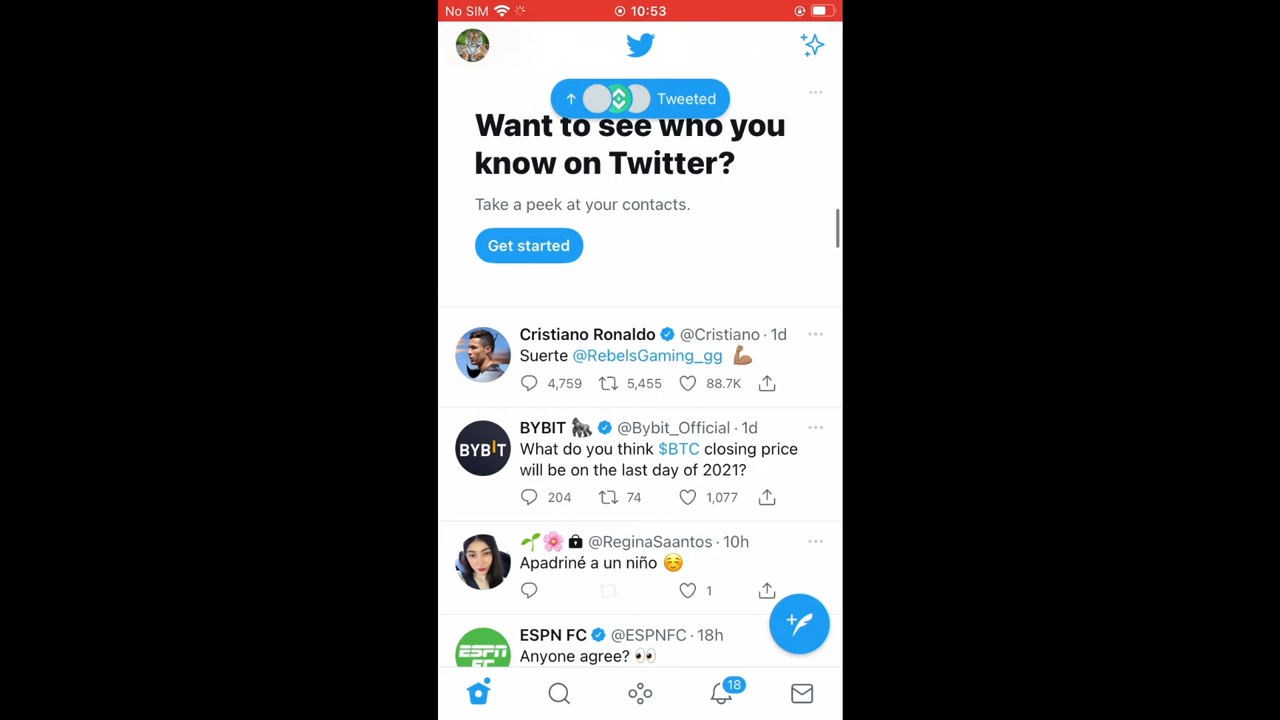 No SIM 10:53
Tweeted
Want to see who you
know on Twitter?
Take a peek at your contacts.
Get started
Cristiano Ronaldo @Cristiano · 1d
Suerte @RebelsGaming_gg 💪🏽
4,759 5,455 88.7K
BYBIT 🦍 @Bybit_Official · 1d
BYBIT
What do you think $BTC closing price
will be on the last day of 2021?
204 74 1,077
🌱🌸 @ReginaSaantos · 10h
Apadriné a un niño ☺️
1
ESPN FC @ESPNFC · 18h
ESPN
FC
Anyone agree? 👀
18